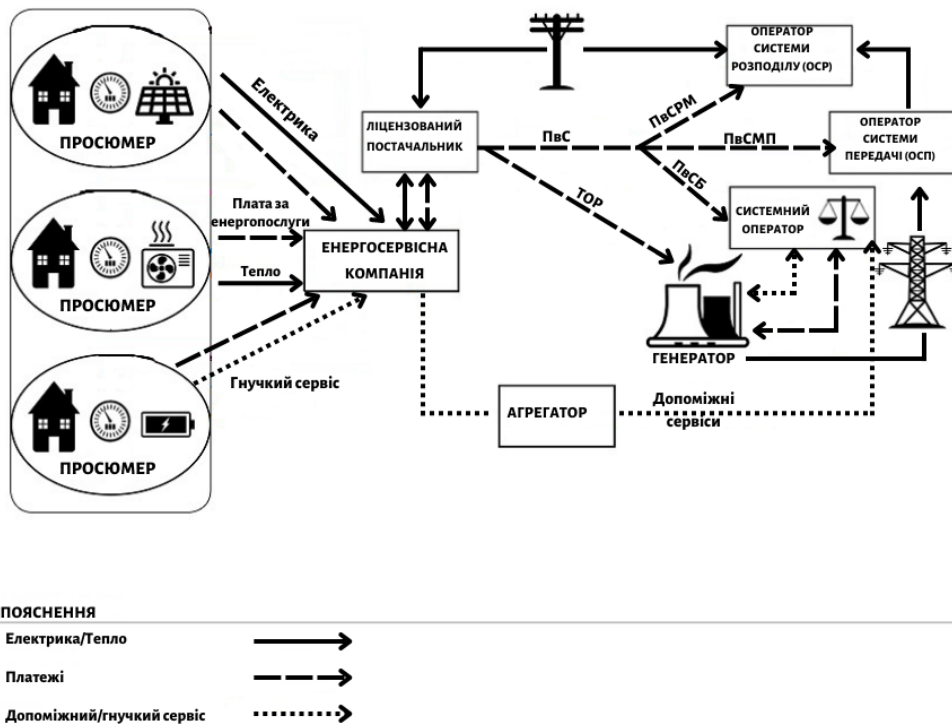 ПРОСЮМЕР
ПРОСЮМЕР
ПРОСЮМЕР
Електрика
Плата за
енергопослуги
Тепло
Гнучкий сервіс
ЕНЕРГОСЕРВІСНА
КОМПАНІЯ
ЛІЦЕНЗОВАНИЙ
ПОСТАЧАЛЬНИК
ПвС
ПвСРМ
ПвСМП
ПвСБ
ТОР
ОПЕРАТОР
СИСТЕМИ
РОЗПОДІЛУ (ОСР)
ОПЕРАТОР
СИСТЕМИ
ПЕРЕДАЧІ (ОСП)
СИСТЕМНИЙ
ОПЕРАТОР
ГЕНЕРАТОР
АГРЕГАТОР
Допоміжні
сервіси
ПОЯСНЕННЯ
Електрика/Тепло
Платежі
Допоміжний/гнучкий сервіс